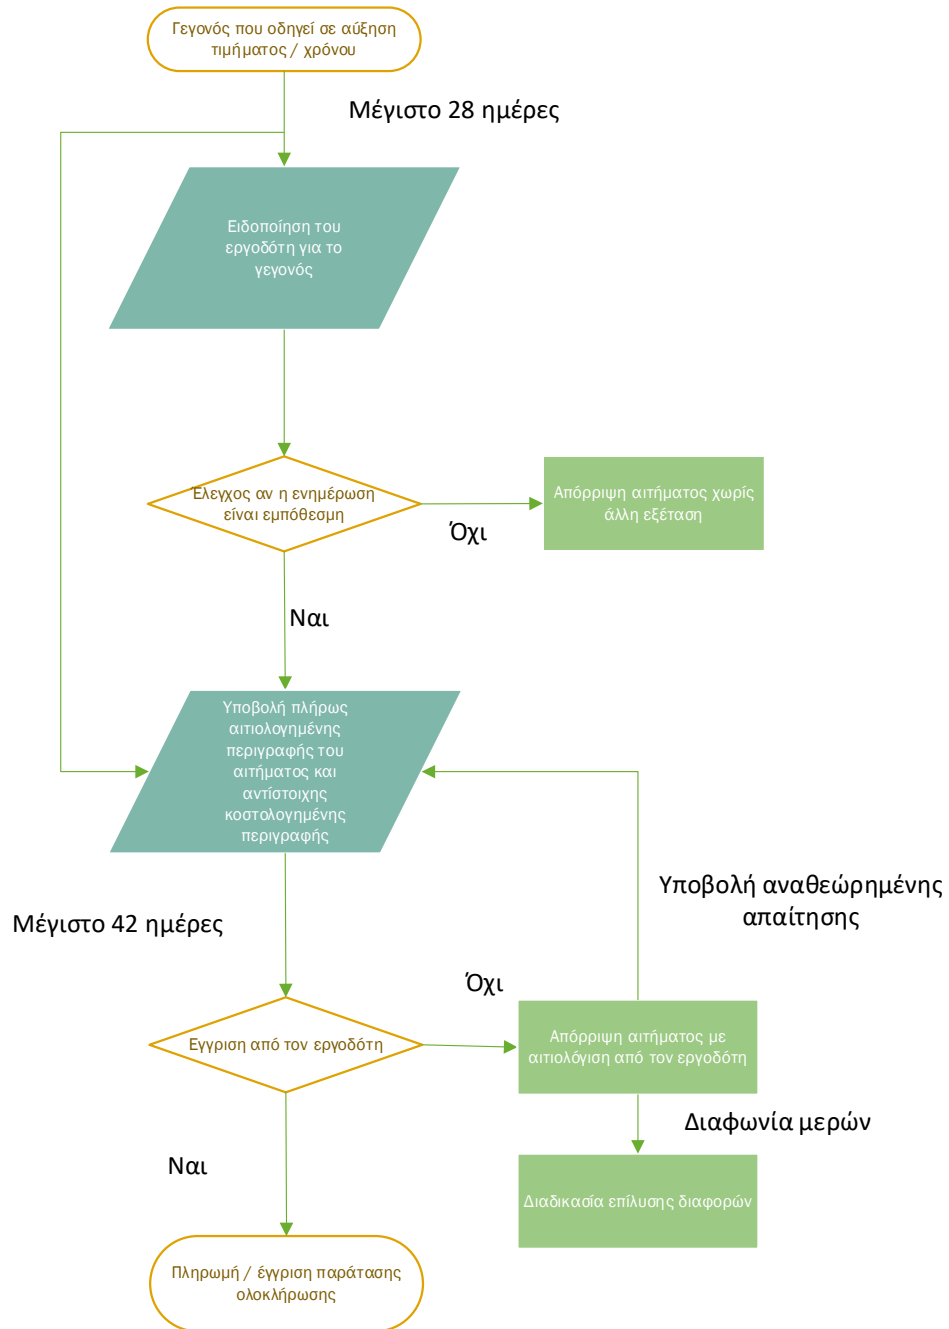 Γεγονός που οδηγεί σε αύξηση
τιμήματος / χρόνου
Μέγιστο 28 ημέρες
Ειδοποίηση του
εργοδότη για το
γεγονός
Έλεγχος αν η ενημέρωση
είναι εμπόθεσμη
Όχι
Απόρριψη αιτήματος χωρίς
άλλη εξέταση
Ναι
Υποβολή πλήρως
αιτιολογημένης
περιγραφής του
αιτήματος και
αντίστοιχης
κοστολογημένης
περιγραφής
Υποβολή αναθεώρημένης
απαίτησης
Μέγιστο 42 ημέρες
Όχι
Εγγριση από τον εργοδότη
Απόρριψη αιτήματος με
αιτιολόγιση από τον εργοδότη
Διαφωνία μερών
Ναι
Διαδικασία επίλυσης διαφορών
Πληρωμή / έγγριση παράτασης
ολοκλήρωσης